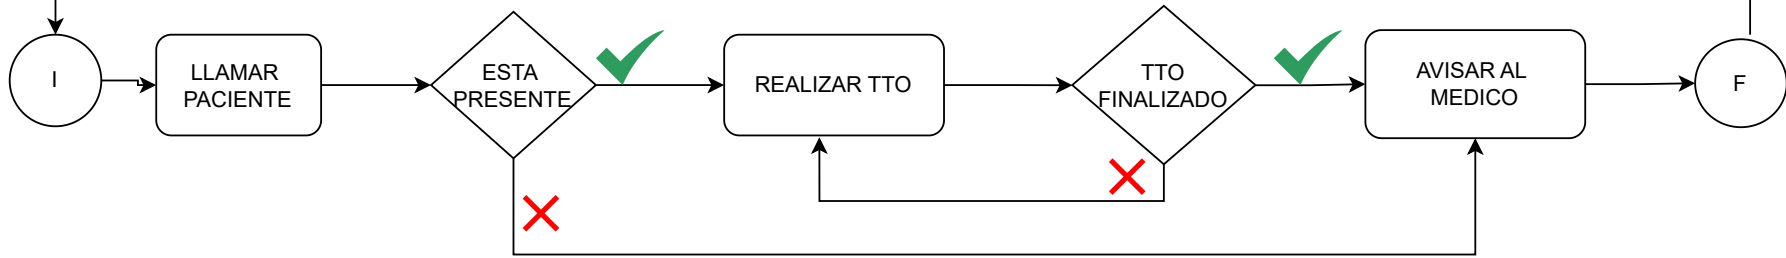 I
LLAMAR
PACIENTE
ESTA
PRESENTE
REALIZAR TTO
TTO
FINALIZADO
AVISAR AL
MEDICO
F